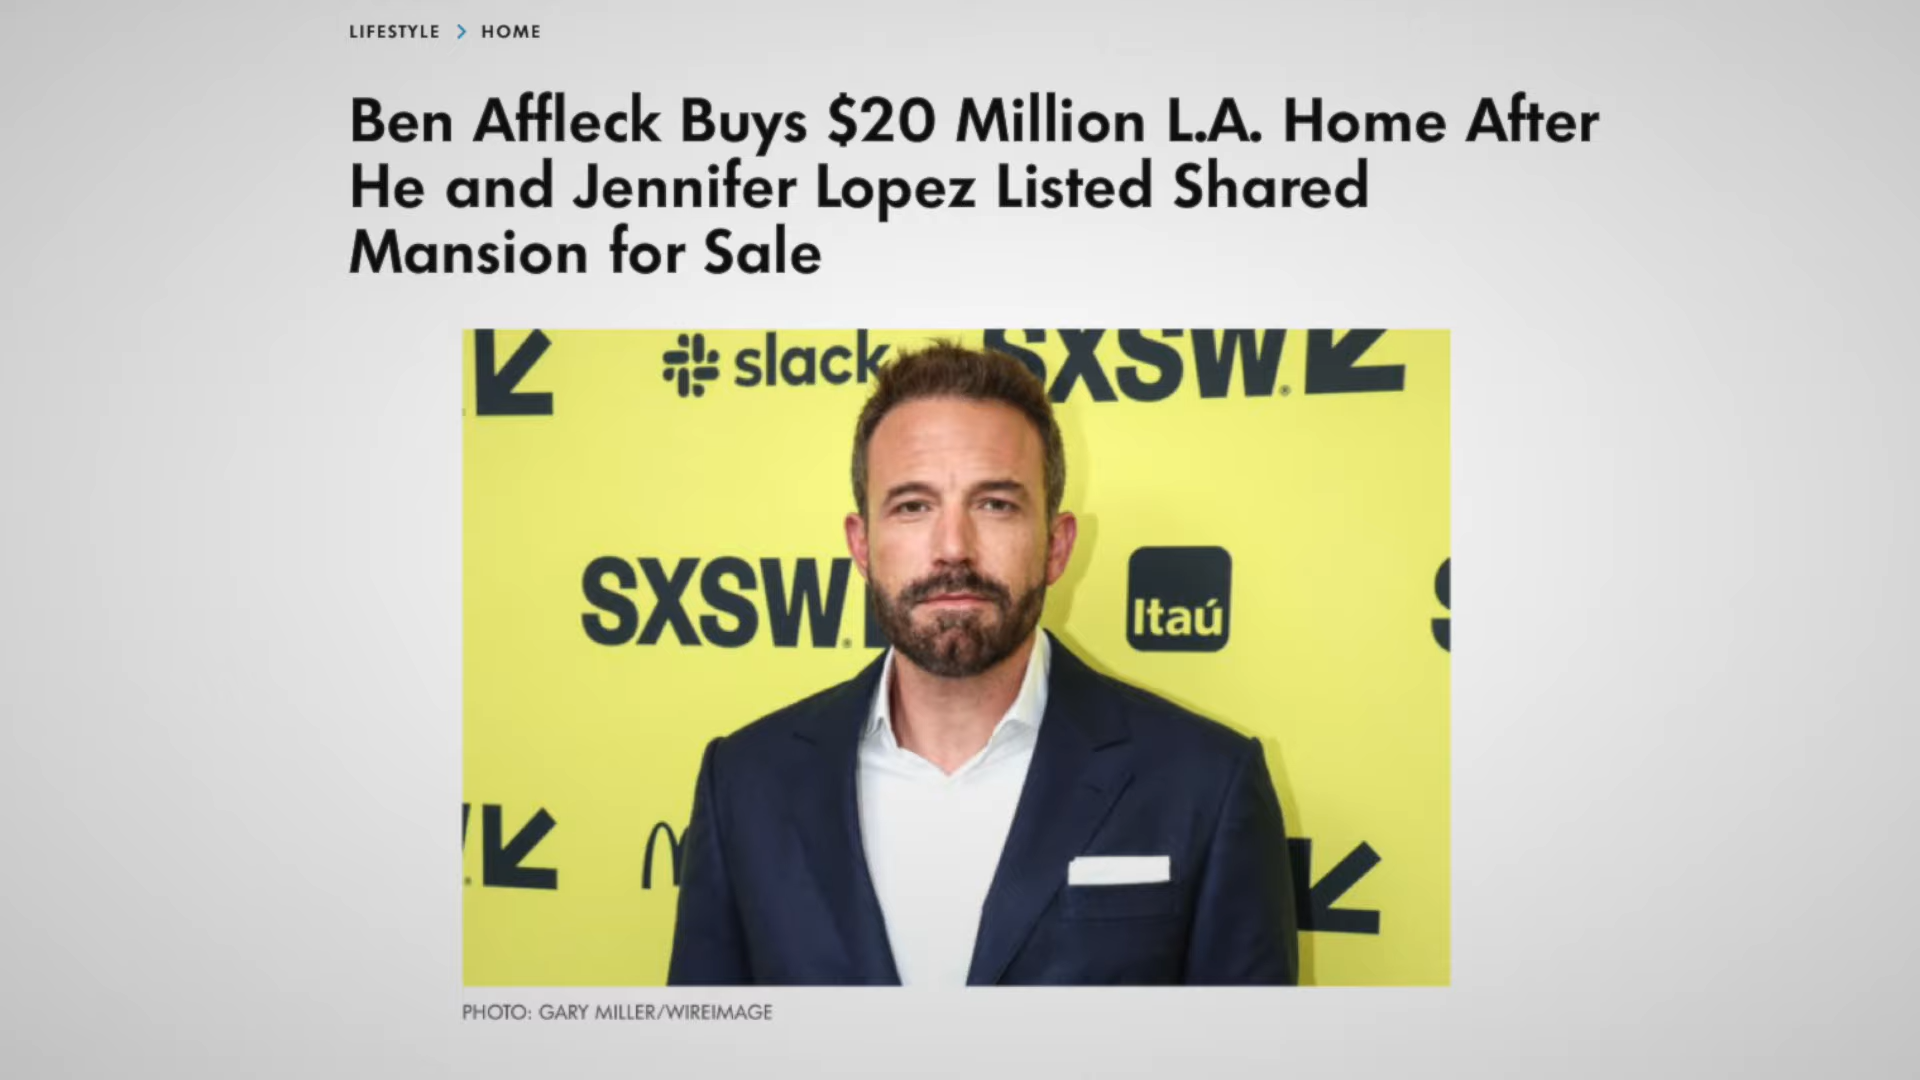 LIFESTYLE > HOME
Ben Affleck Buys $20 Million L.A. Home After
He and Jennifer Lopez Listed Shared
Mansion for Sale
slack
SXSW®
SXSW®
Itaú
PHOTO: GARY MILLER/WIREIMAGE